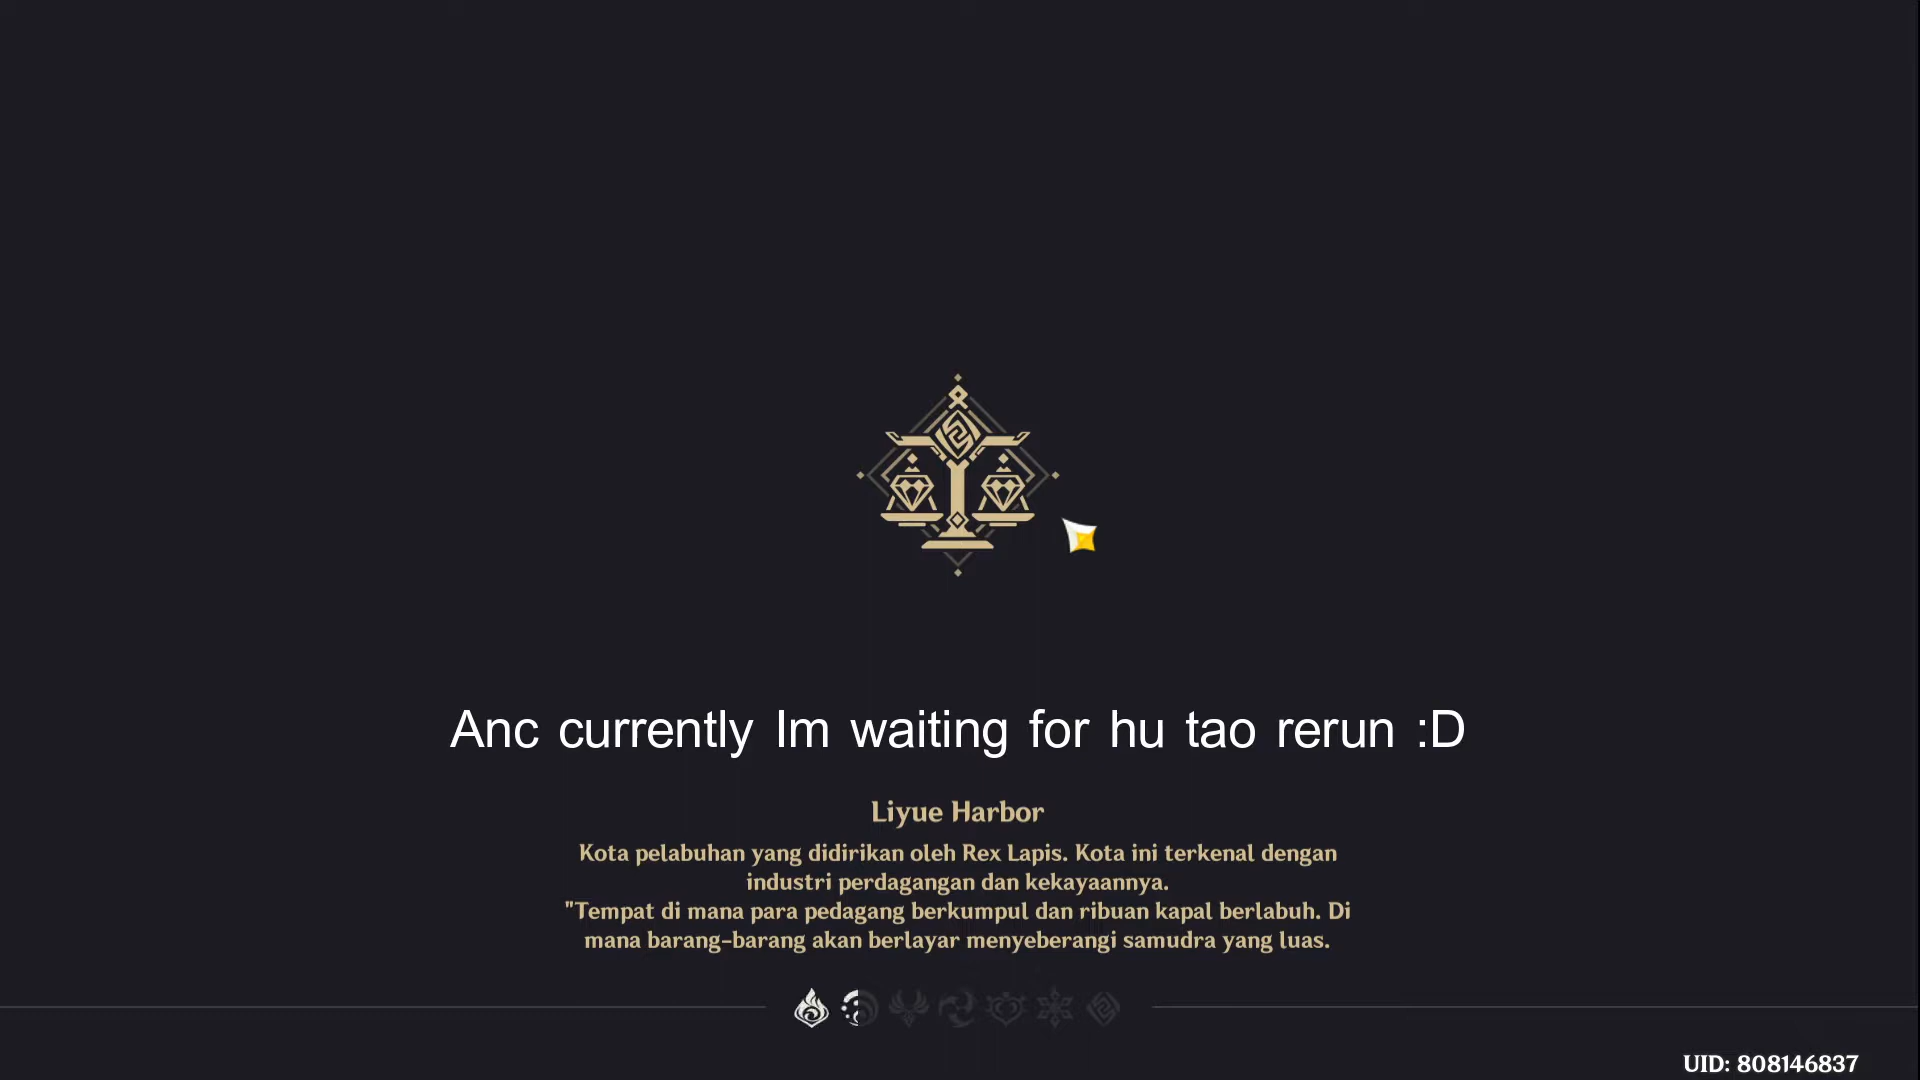 Anc currently Im waiting for hu tao rerun :D
Liyue Harbor
Kota pelabuhan yang didirikan oleh Rex Lapis. Kota ini terkenal dengan
industri perdagangan dan kekayaannya.
"Tempat di mana para pedagang berkumpul dan ribuan kapal berlabuh. Di
mana barang-barang akan berlayar menyeberangi samudra yang luas.
UID: 808146837